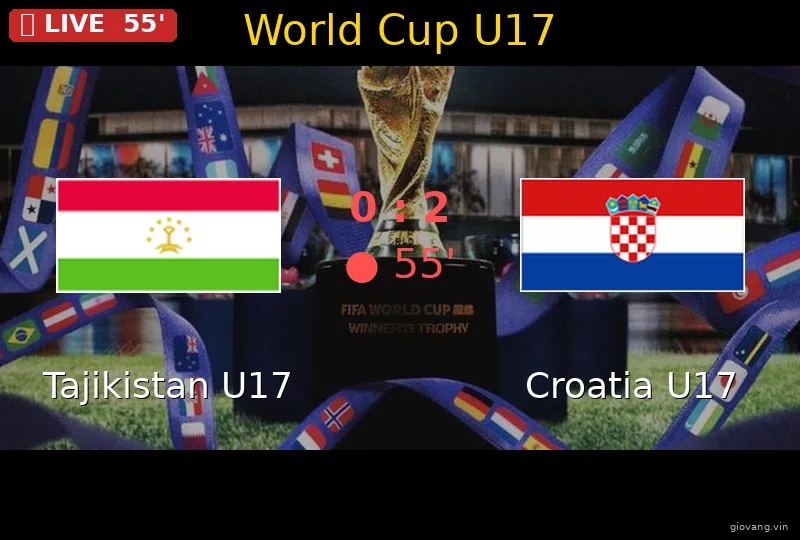 LIVE 55'
World Cup U17
0 : 2
55'
FIFA WORLD CUP
WINNER'S TROPHY
Tajikistan U17
Croatia U17
giovang.vin